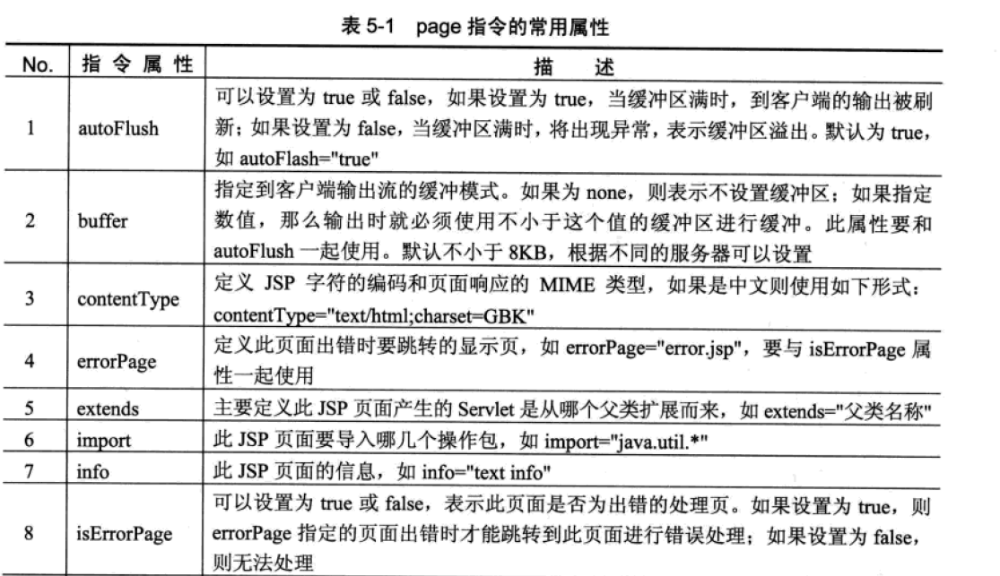 表 5-1 page 指令的常用属性
No. 指令属性 描 述
1 autoFlush 可以设置为 true 或 false，如果设置为 true，当缓冲区满时，到客户端的输出被刷
新；如果设置为 false，当缓冲区满时，将出现异常，表示缓冲区溢出。默认为 true，
如 autoFlash="true"
2 buffer 指定到客户端输出流的缓冲模式。如果为 none，则表示不设置缓冲区；如果指定
数值，那么输出时就必须使用不小于这个值的缓冲区进行缓冲。此属性要和
autoFlush 一起使用。默认不小于 8KB，根据不同的服务器可以设置
3 contentType 定义 JSP 字符的编码和页面响应的 MIME 类型，如果是中文则使用如下形式：
contentType="text/html;charset=GBK"
4 errorPage 定义此页面出错时要跳转的显示页，如 errorPage="error.jsp"，要与 isErrorPage 属
性一起使用
5 extends 主要定义此 JSP 页面产生的 Servlet 是从哪个父类扩展而来，如 extends="父类名称"
6 import 此 JSP 页面要导入哪几个操作包，如 import="java.util.*"
7 info 此 JSP 页面的信息，如 info="text info"
8 isErrorPage 可以设置为 true 或 false，表示此页面是否为出错的处理页。如果设置为 true，则
errorPage 指定的页面出错时才能跳转到此页面进行错误处理；如果设置为 false，
则无法处理